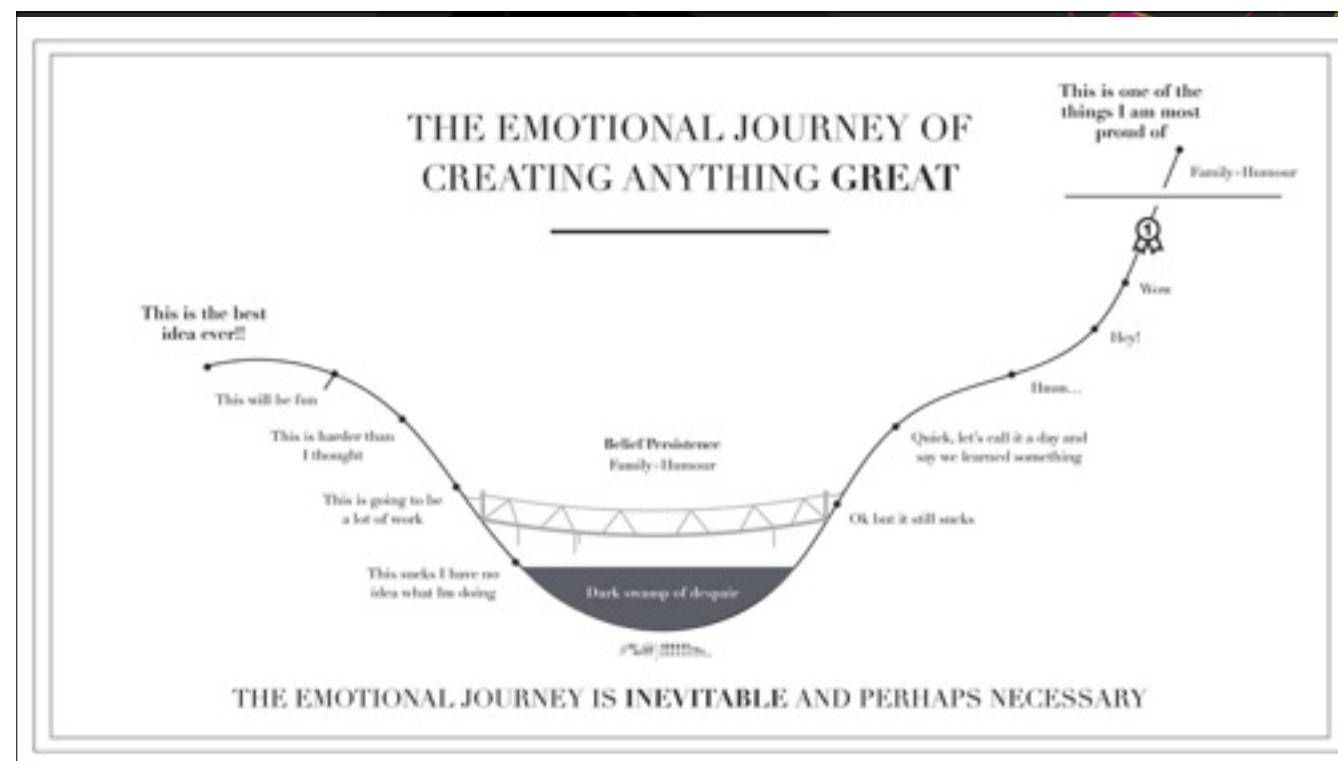 THE EMOTIONAL JOURNEY OF
CREATING ANYTHING GREAT
This is one of the
things I am most
proud of
Family+Humour
1
Wow
Hey!
Hmm...
Quick, let's call it a day and
say we learned something
Ok but it still sucks
This is the best
idea ever!!
This will be fun
This is harder than
I thought
This is going to be
a lot of work
This sucks I have no
idea what Im doing
Belief Persistence
Family+Humour
Dark swamp of despair
THE EMOTIONAL JOURNEY IS INEVITABLE AND PERHAPS NECESSARY